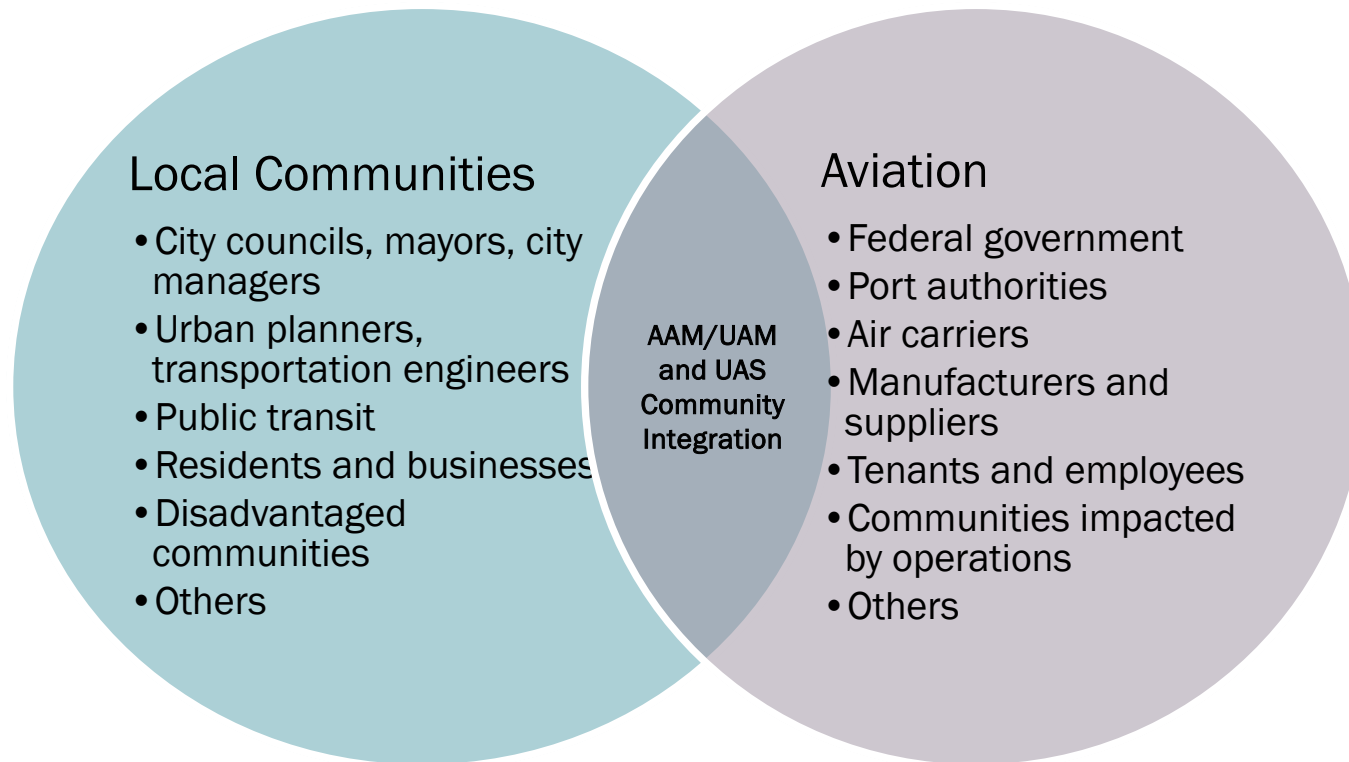 Local Communities
•City councils, mayors, city
managers
•Urban planners,
transportation engineers
•Public transit
•Residents and businesses
•Disadvantaged
communities
•Others
AAM/UAM
and UAS
Community
Integration
Aviation
•Federal government
•Port authorities
•Air carriers
•Manufacturers and
suppliers
•Tenants and employees
•Communities impacted
by operations
•Others